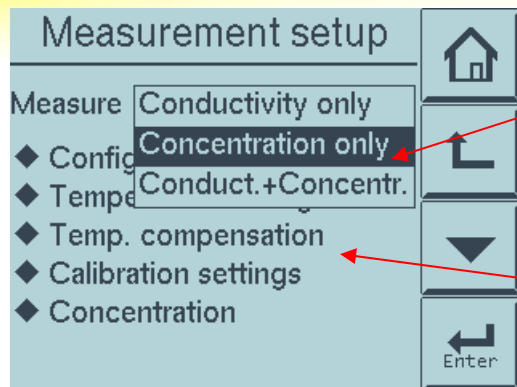 Measurement setup
Measure Conductivity only
Concentration only
Conduct.+Concentr.
◆ Config
◆ Tempe
◆ Temp. compensation
◆ Calibration settings
◆ Concentration
Enter